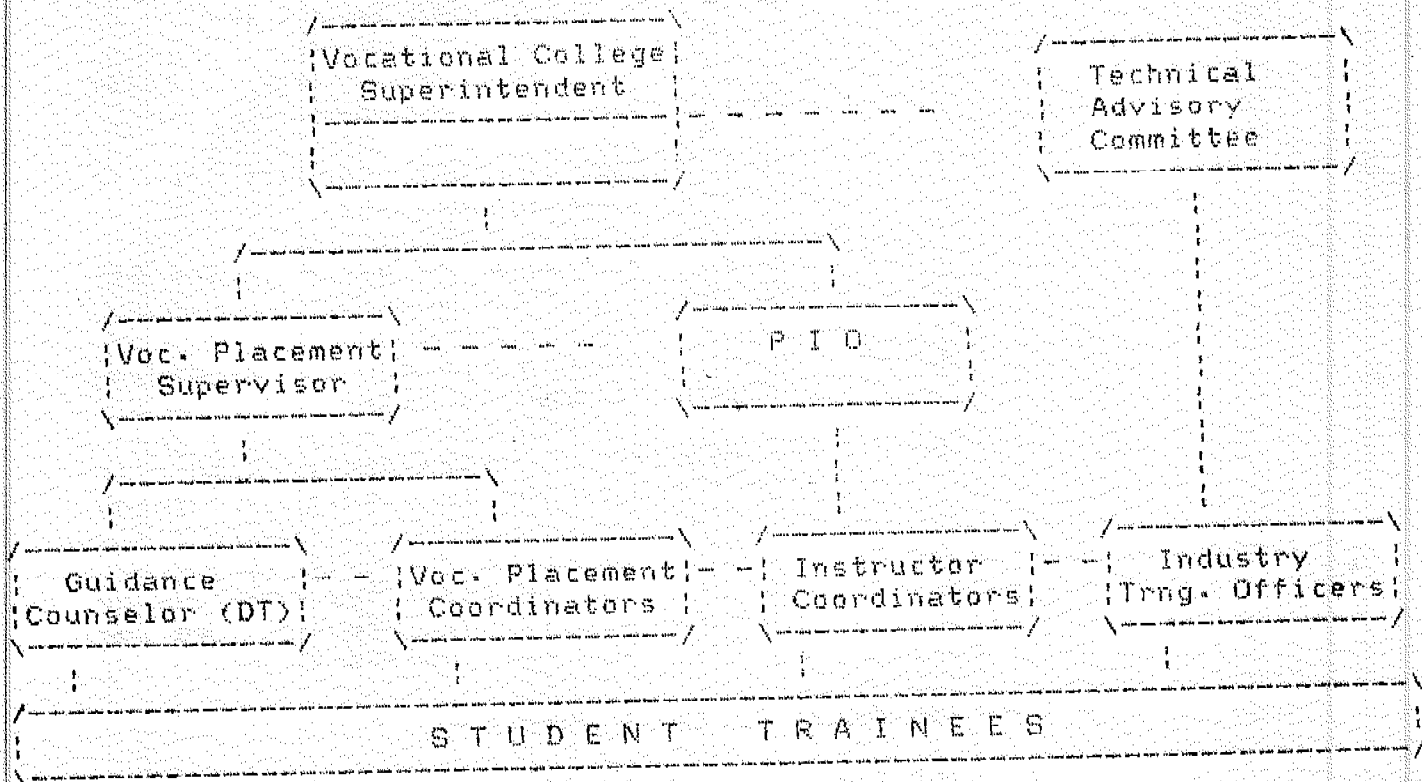 Vocational College
Superintendent
Technical
Advisory
Committee
Voc. Placement
Supervisor
P I O
Guidance
Counselor (DT)
Voc. Placement
Coordinators
Instructor
Coordinators
Industry
Trng. Officers
S T U D E N T   T R A I N E E S